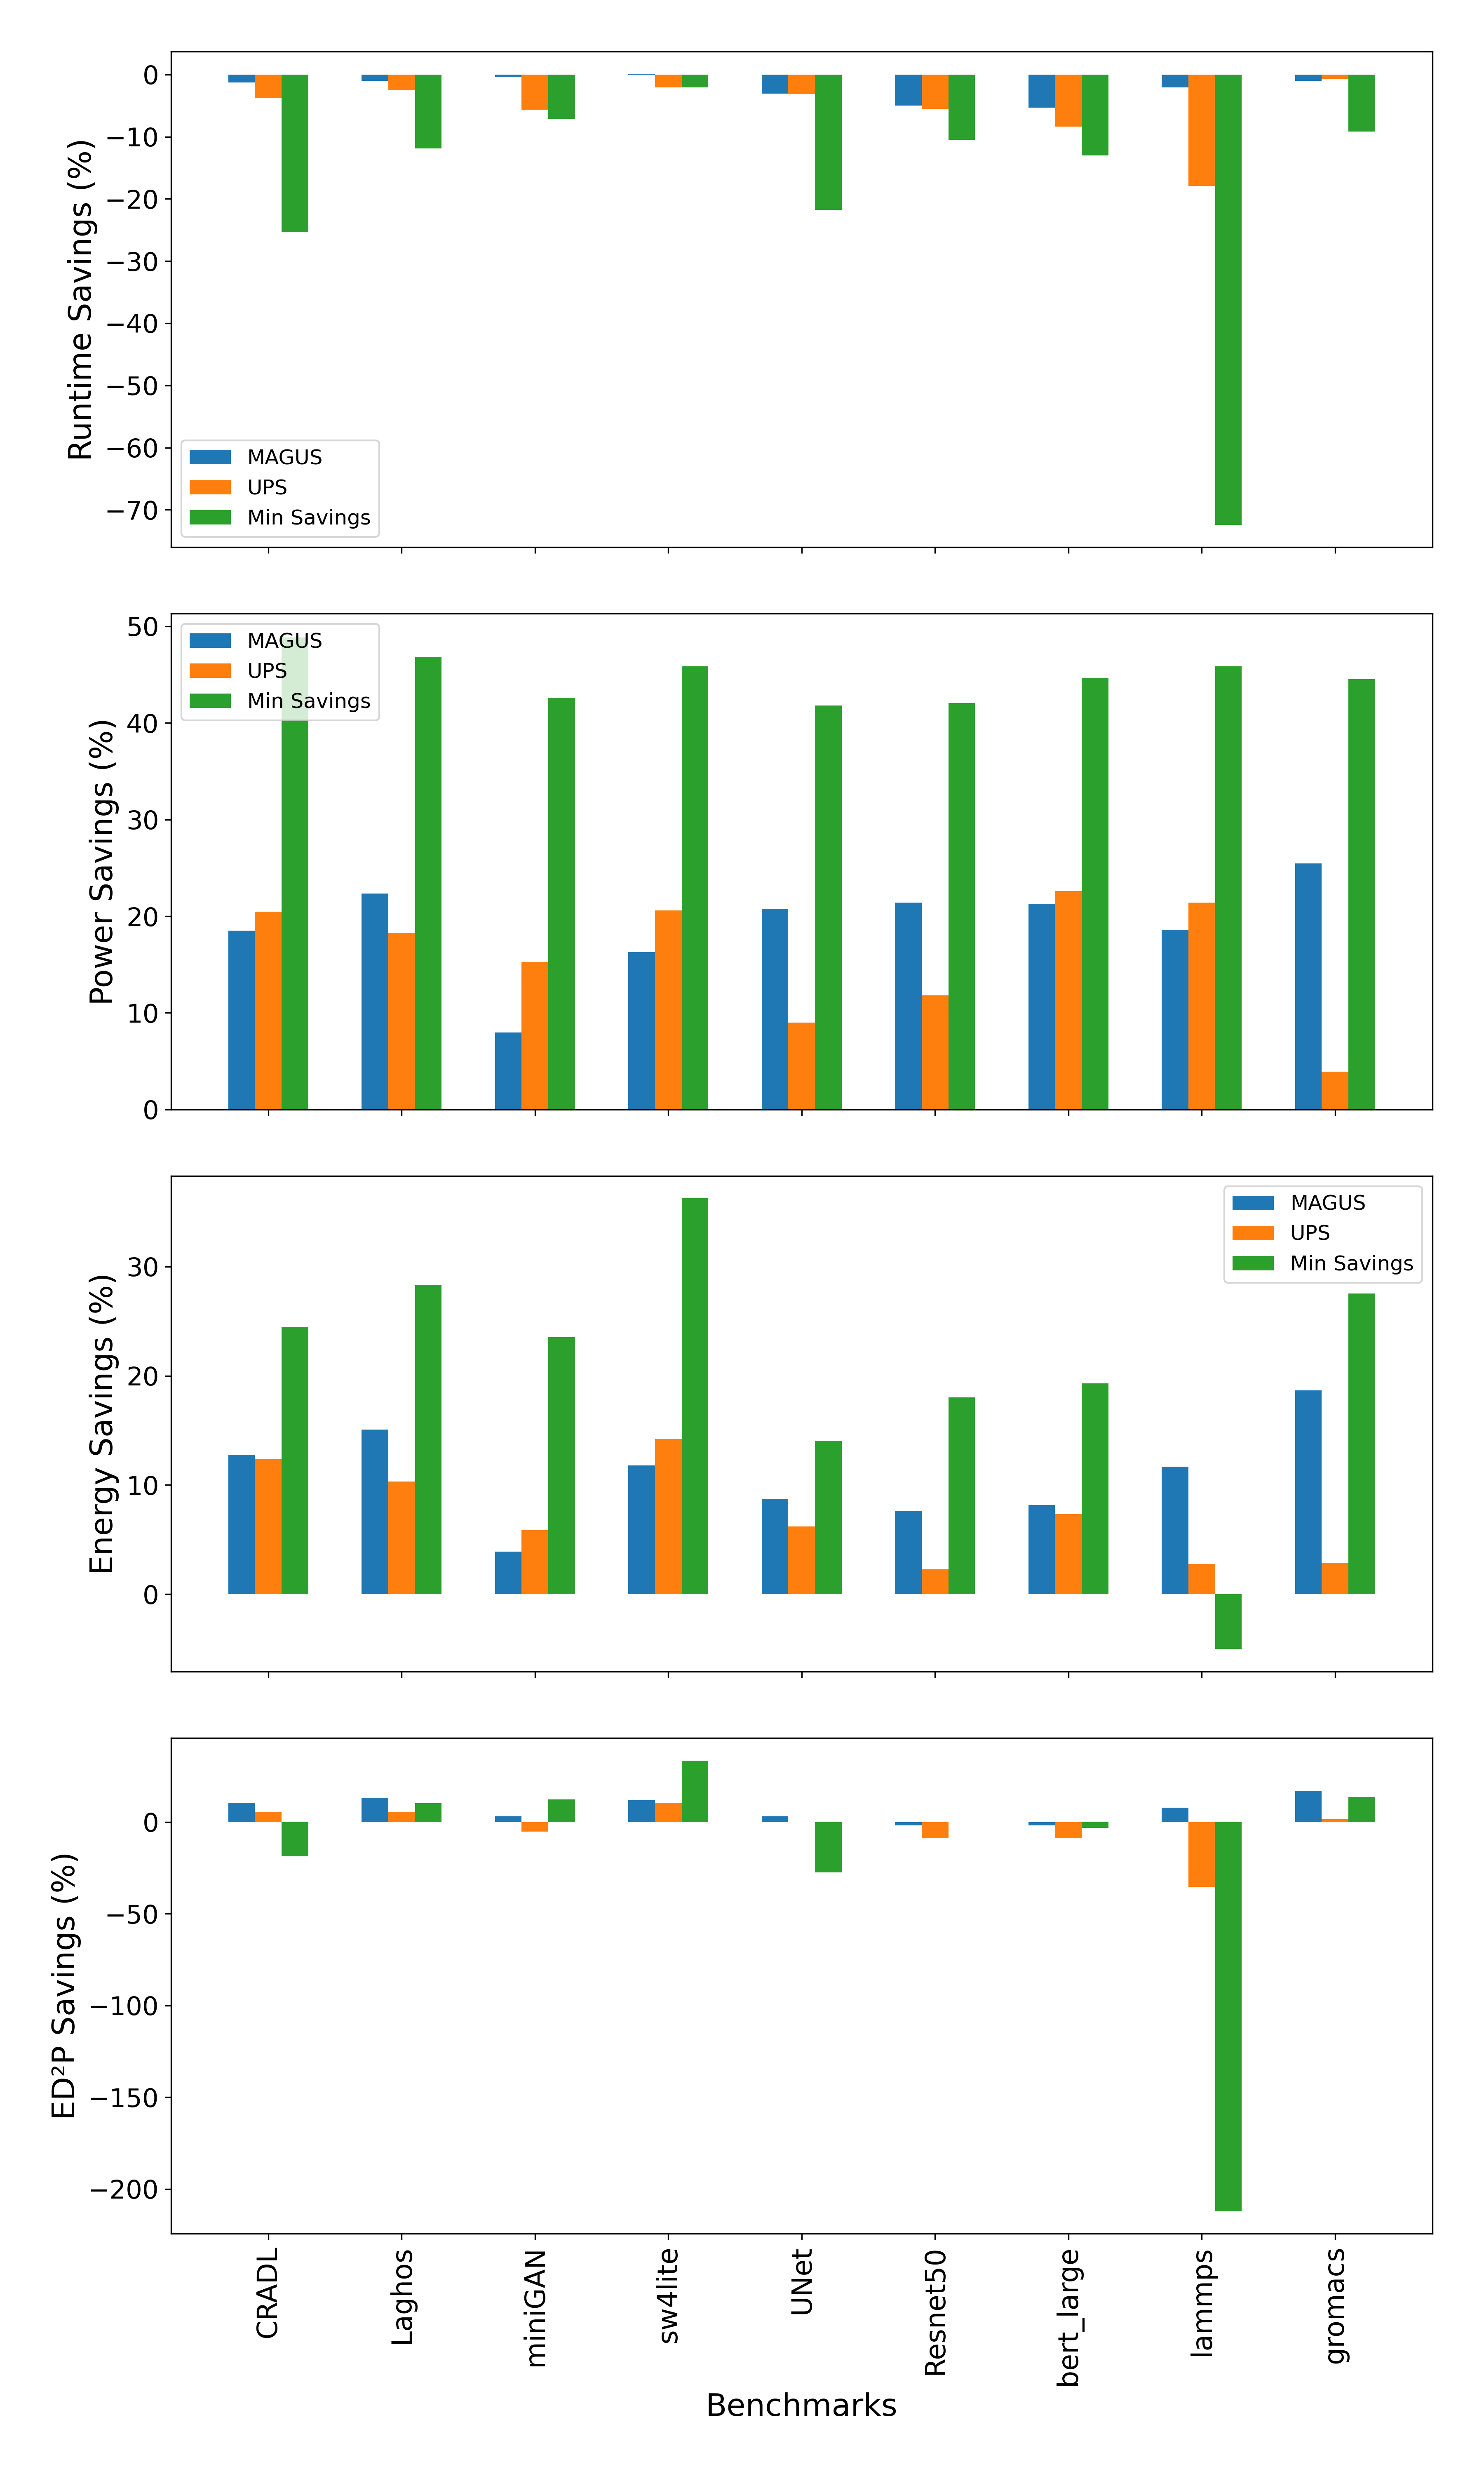 Runtime Savings (%)
0
−10
−20
−30
−40
−50
−60
−70
MAGUS
UPS
Min Savings
Power Savings (%)
50
40
30
20
10
0
MAGUS
UPS
Min Savings
Energy Savings (%)
30
20
10
0
MAGUS
UPS
Min Savings
ED²P Savings (%)
0
−50
−100
−150
−200
CRADL
Laghos
miniGAN
sw4lite
UNet
Resnet50
bert_large
lammps
gromacs
Benchmarks